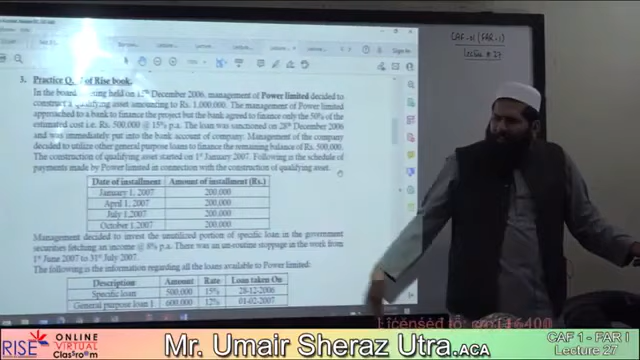 CAF-01 (FAR-1)
Lecture # 27
Sign In
3. Practice Q. of Rise book.
In the board held on 15th December 2006, management of Power limited decided to
construct a qualifying asset amounting to Rs. 1,000,000. The management of Power limited
approached to a bank to finance the project but the bank agreed to finance only the 50% of the
estimated cost i.e. Rs. 500,000 @ 15% p.a. The loan was sanctioned on 28th December 2006
and was immediately put into the bank account of company. Management of the company
decided to utilize other general purpose loans to finance the remaining balance of Rs. 500,000.
The construction of qualifying asset started on 1st January 2007. Following is the schedule of
payments made by Power Limited in connection with the construction of qualifying asset.
Date of installment Amount of installment (Rs.)
January 1, 2007 200,000
April 1, 2007 200,000
July 1, 2007 200,000
October 1, 2007 200,000
Management decided to invest the unutilized portion of specific loan in the government
securities fetching an income @ 8% p.a. There was an un-routine stoppage in the work from
1st June 2007 to 31st July 2007.
The following is the information regarding all the loans available to Power limited:
Description Amount Rate Loan taken On
Specific loan 500,000 15% 28-12-2006
General purpose loan 1 600,000 12% 01-02-2007
Licensed to:
RISE ONLINE VIRTUAL Classroom
Mr. Umair Sheraz Utra.ACA
CAF 1 - FAR I
Lecture 27